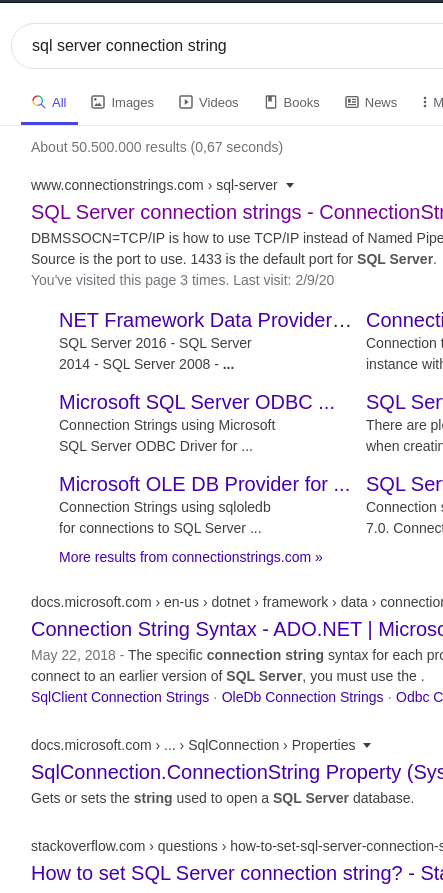 sql server connection string
All Images Videos Books News M
About 50.500.000 results (0,67 seconds)
www.connectionstrings.com › sql-server
SQL Server connection strings - ConnectionStr
DBMSSOCN=TCP/IP is how to use TCP/IP instead of Named Pipe
Source is the port to use. 1433 is the default port for SQL Server.
You've visited this page 3 times. Last visit: 2/9/20
NET Framework Data Provider… Connecti
SQL Server 2016 - SQL Server Connection t
2014 - SQL Server 2008 - ... instance with
Microsoft SQL Server ODBC ... SQL Ser
Connection Strings using Microsoft There are ple
SQL Server ODBC Driver for ... when creatin
Microsoft OLE DB Provider for ... SQL Ser
Connection Strings using sqloledb Connection s
for connections to SQL Server ... 7.0. Connect
More results from connectionstrings.com »
docs.microsoft.com › en-us › dotnet › framework › data › connection
Connection String Syntax - ADO.NET | Microso
May 22, 2018 - The specific connection string syntax for each pro
connect to an earlier version of SQL Server, you must use the .
SqlClient Connection Strings · OleDb Connection Strings · Odbc C
docs.microsoft.com › ... › SqlConnection › Properties
SqlConnection.ConnectionString Property (Sys
Gets or sets the string used to open a SQL Server database.
stackoverflow.com › questions › how-to-set-sql-server-connection-s
How to set SQL Server connection string? - Sta